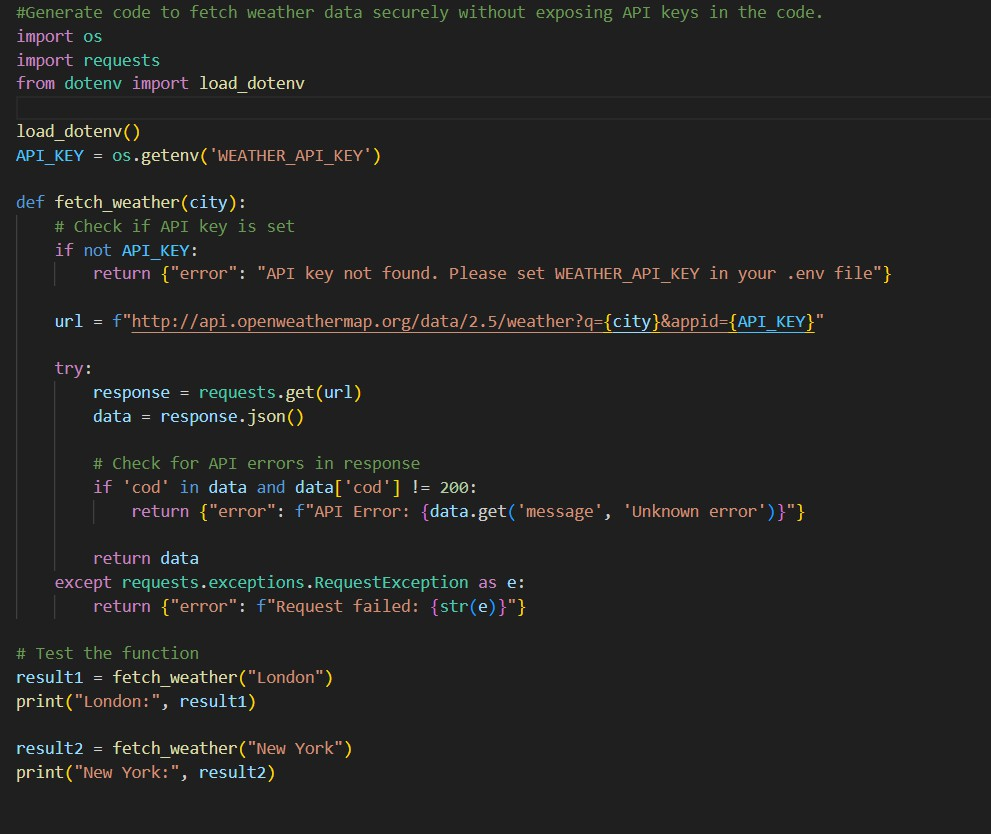 #Generate code to fetch weather data securely without exposing API keys in the code.
import os
import requests
from dotenv import load_dotenv

load_dotenv()
API_KEY = os.getenv('WEATHER_API_KEY')

def fetch_weather(city):
    # Check if API key is set
    if not API_KEY:
        return {"error": "API key not found. Please set WEATHER_API_KEY in your .env file"}

    url = f"http://api.openweathermap.org/data/2.5/weather?q={city}&appid={API_KEY}"

    try:
        response = requests.get(url)
        data = response.json()

        # Check for API errors in response
        if 'cod' in data and data['cod'] != 200:
            return {"error": f"API Error: {data.get('message', 'Unknown error')}"}

        return data
    except requests.exceptions.RequestException as e:
        return {"error": f"Request failed: {str(e)}"}

# Test the function
result1 = fetch_weather("London")
print("London:", result1)

result2 = fetch_weather("New York")
print("New York:", result2)